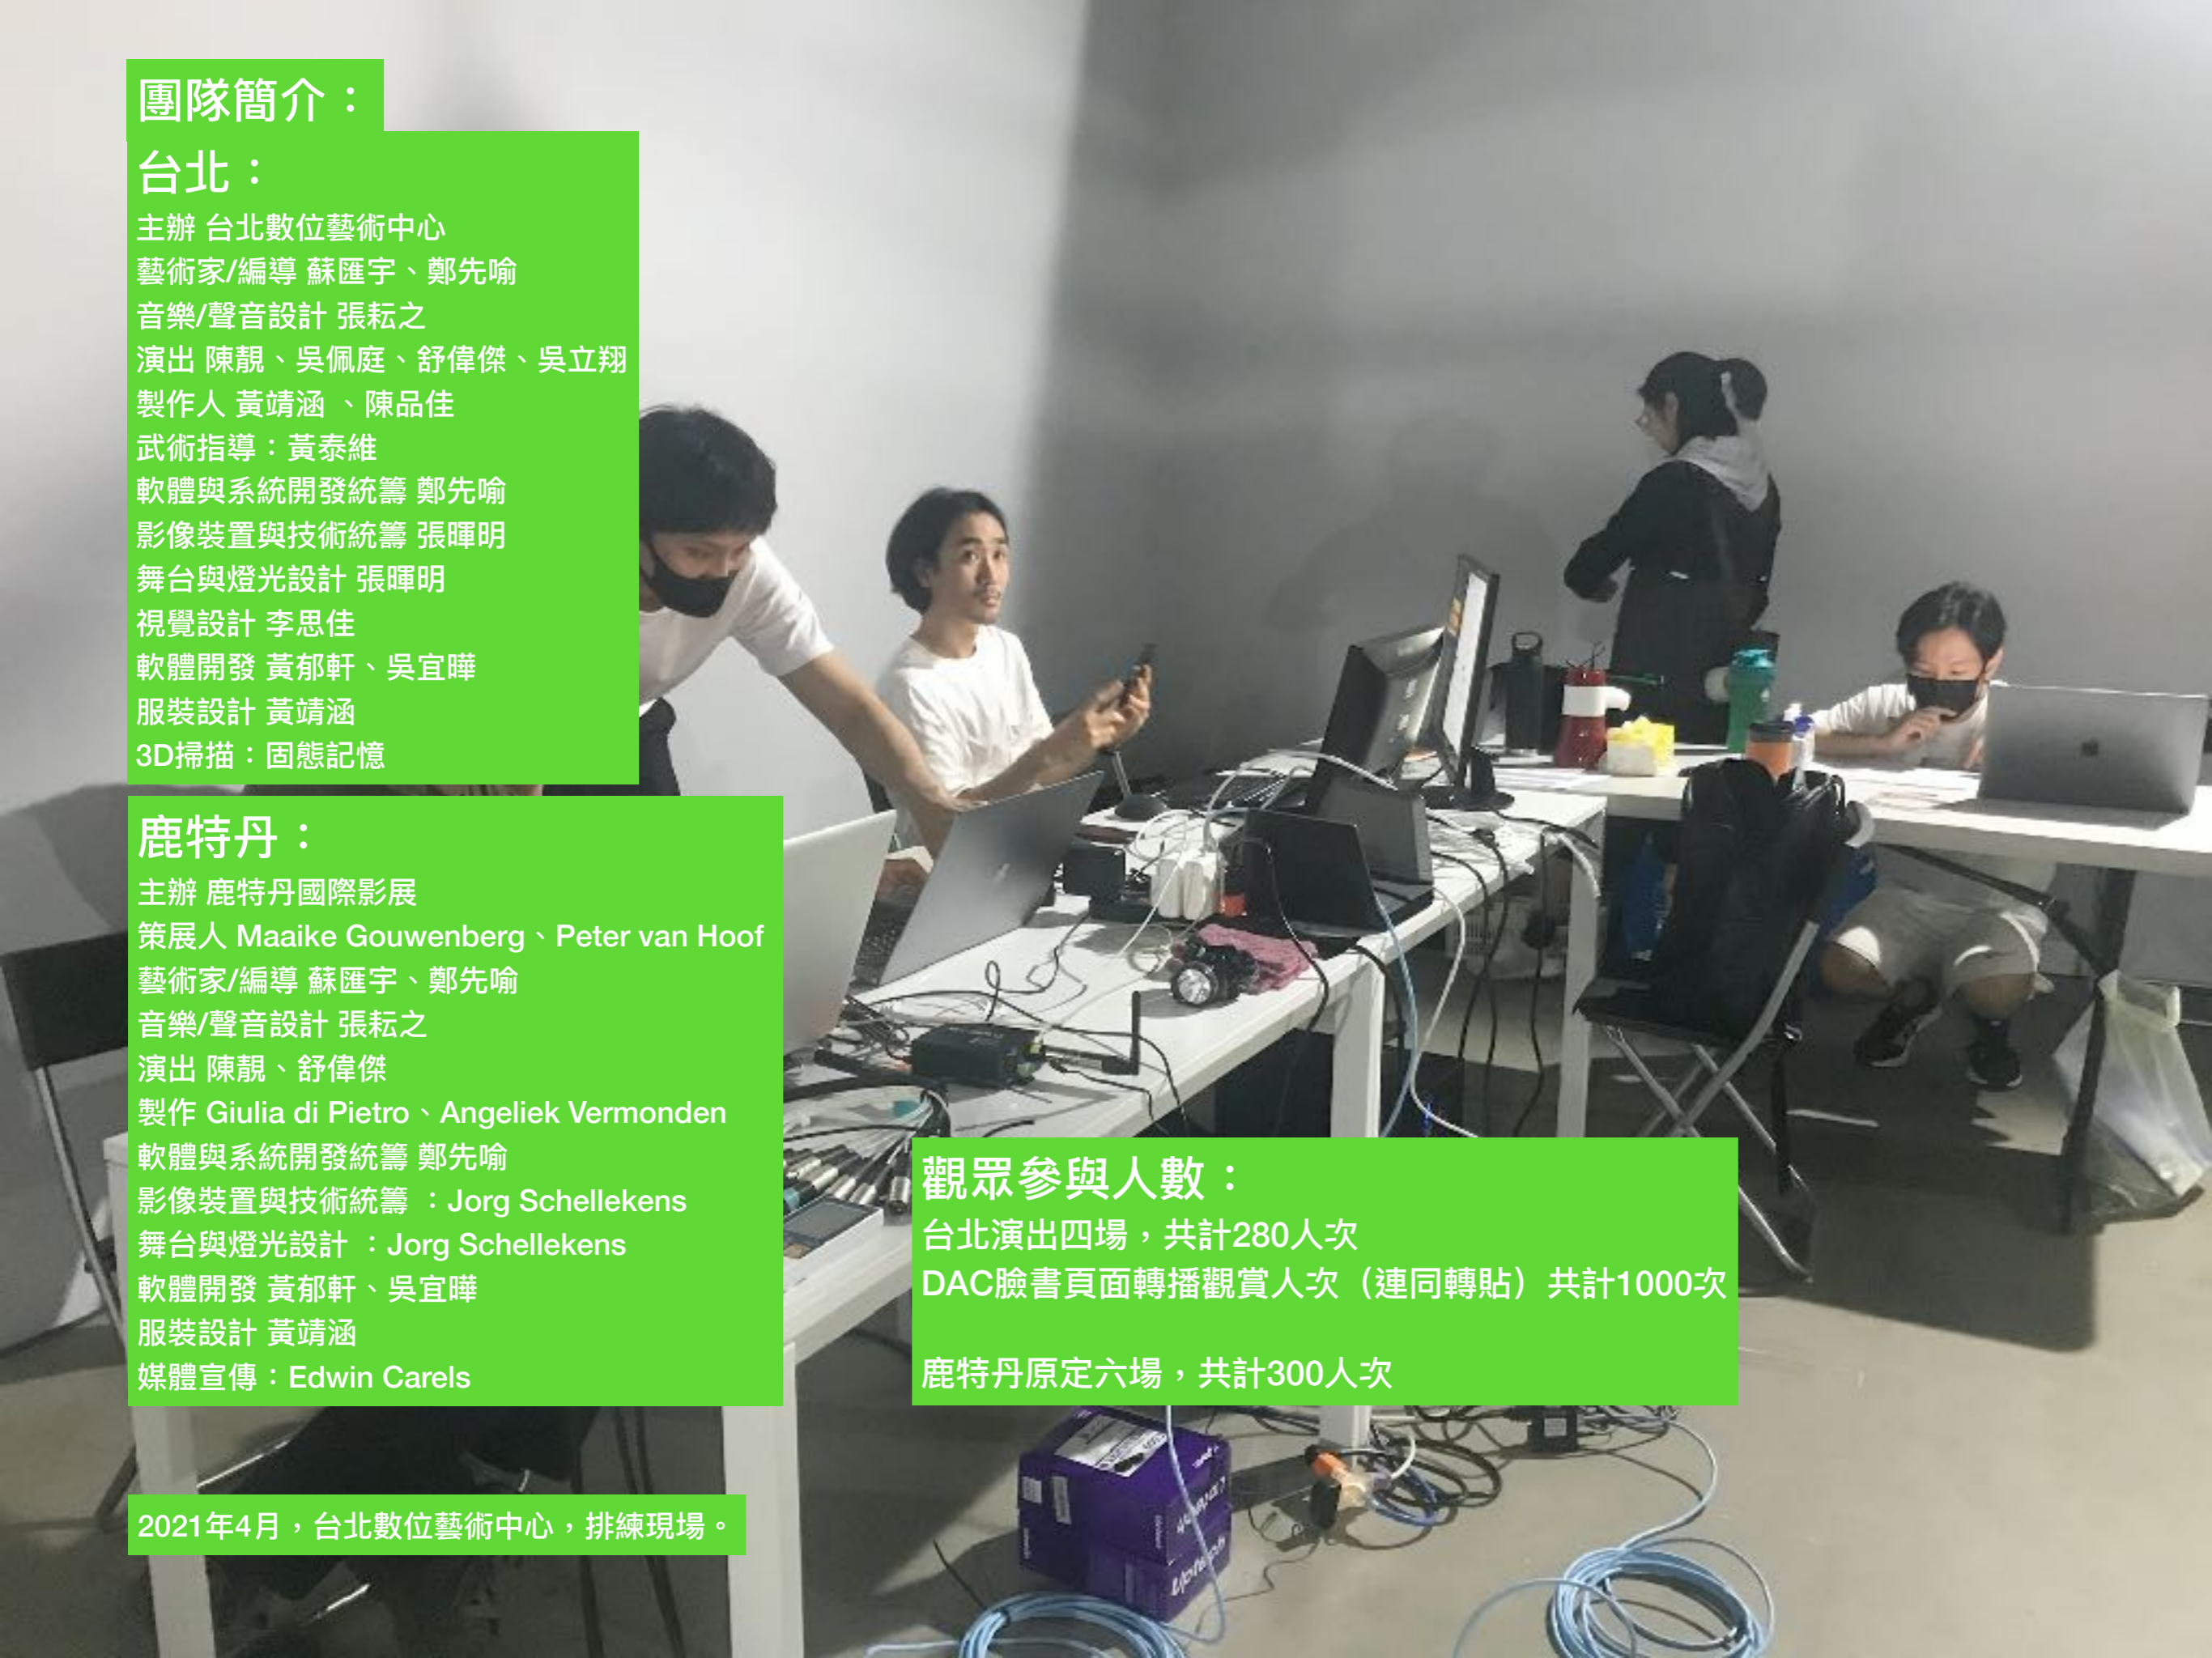 團隊簡介：
台北：
主辦 台北數位藝術中心
藝術家/編導 蘇匯宇、鄭先喻
音樂/聲音設計 張耘之
演出 陳靚、吳佩庭、舒偉傑、吳立翔
製作人 黃靖涵 、陳品佳
武術指導：黃泰維
軟體與系統開發統籌 鄭先喻
影像裝置與技術統籌 張暉明
舞台與燈光設計 張暉明
視覺設計 李思佳
軟體開發 黃郁軒、吳宜曄
服裝設計 黃靖涵
3D掃描：固態記憶
鹿特丹：
主辦 鹿特丹國際影展
策展人 Maaike Gouwenberg、Peter van Hoof
藝術家/編導 蘇匯宇、鄭先喻
音樂/聲音設計 張耘之
演出 陳靚、舒偉傑
製作 Giulia di Pietro、Angeliek Vermonden
軟體與系統開發統籌 鄭先喻
影像裝置與技術統籌 ：Jorg Schellekens
舞台與燈光設計 ：Jorg Schellekens
軟體開發 黃郁軒、吳宜曄
服裝設計 黃靖涵
媒體宣傳：Edwin Carels
觀眾參與人數：
台北演出四場，共計280人次
DAC臉書頁面轉播觀賞人次（連同轉貼）共計1000次
鹿特丹原定六場，共計300人次
2021年4月，台北數位藝術中心，排練現場。